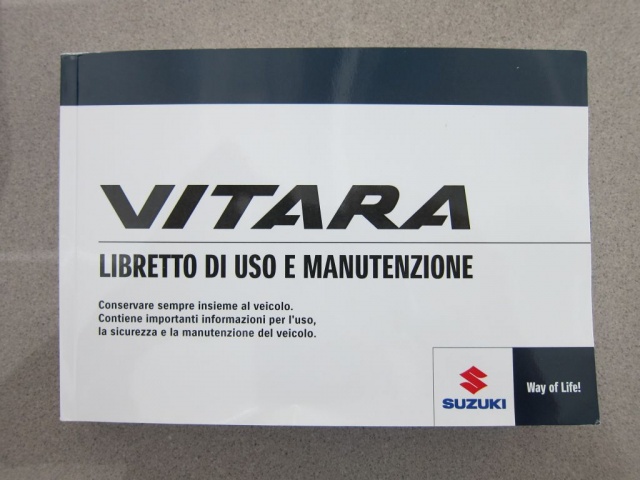 VITARA
LIBRETTO DI USO E MANUTENZIONE
Conservare sempre insieme al veicolo.
Contiene importanti informazioni per l'uso,
la sicurezza e la manutenzione del veicolo.
SUZUKI
Way of Life!